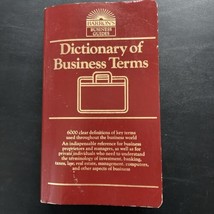 BARRON'S
BUSINESS
GUIDES
Dictionary of
Business Terms
6000 clear definitions of key terms
used throughout the business world
An indispensable reference for business
proprietors and managers, as well as for
private individuals who need to understand
the terminology of investment, banking,
taxes, law, real estate, management, computers,
and other aspects of business